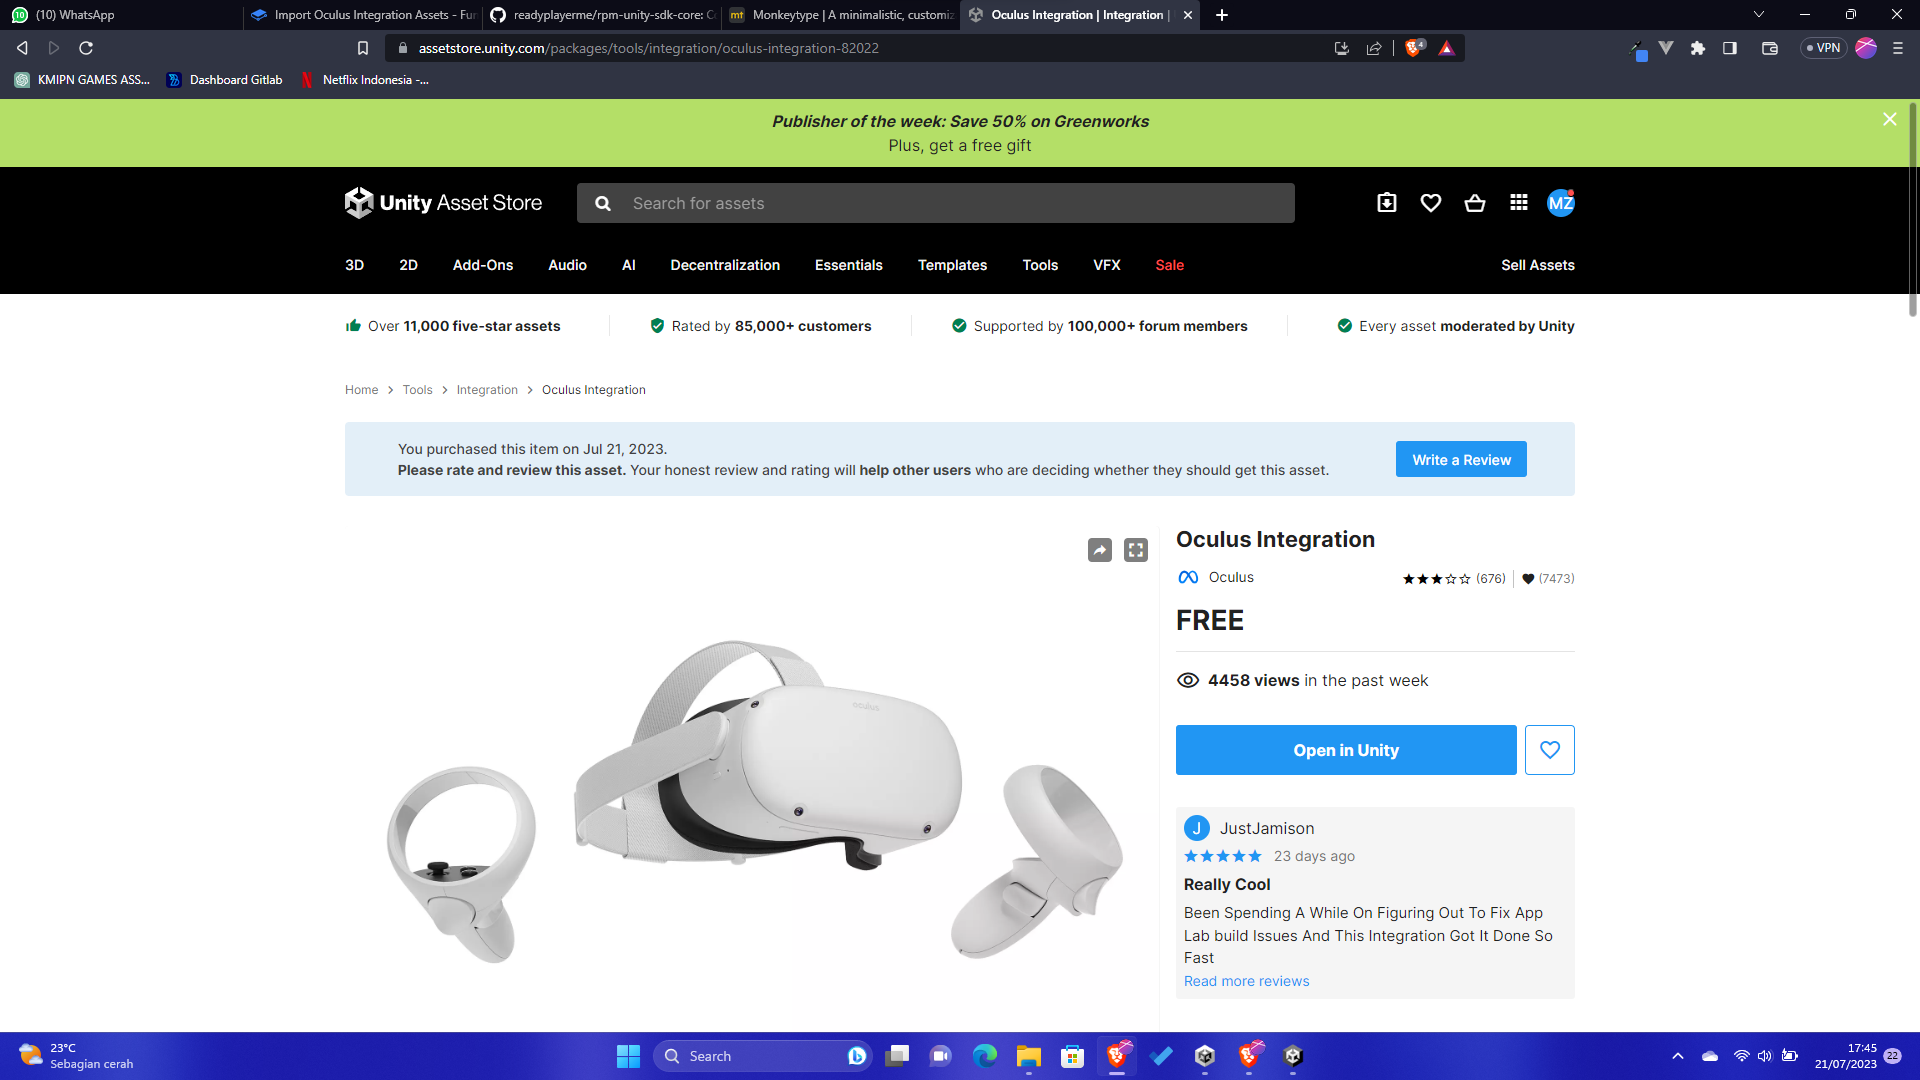 (10) WhatsApp
Import Oculus Integration Assets - Fun
readyplayerme/rpm-unity-sdk-core: Co
Monkeytype | A minimalistic, customiz
Oculus Integration | Integration |
assetstore.unity.com/packages/tools/integration/oculus-integration-82022
4
VPN
KMIPN GAMES ASS...
Dashboard Gitlab
Netflix Indonesia -...
Publisher of the week: Save 50% on Greenworks
Plus, get a free gift
Unity Asset Store
Search for assets
MZ
3D 2D Add-Ons Audio AI Decentralization Essentials Templates Tools VFX Sale Sell Assets
Over 11,000 five-star assets
Rated by 85,000+ customers
Supported by 100,000+ forum members
Every asset moderated by Unity
Home > Tools > Integration > Oculus Integration
You purchased this item on Jul 21, 2023.
Please rate and review this asset. Your honest review and rating will help other users who are deciding whether they should get this asset.
Write a Review
Oculus Integration
Oculus
(676)
(7473)
FREE
4458 views in the past week
Open in Unity
oculus
J JustJamison
23 days ago
Really Cool
Been Spending A While On Figuring Out To Fix App
Lab build Issues And This Integration Got It Done So
Fast
Read more reviews
23°C
Sebagian cerah
Search
17:45
21/07/2023
22